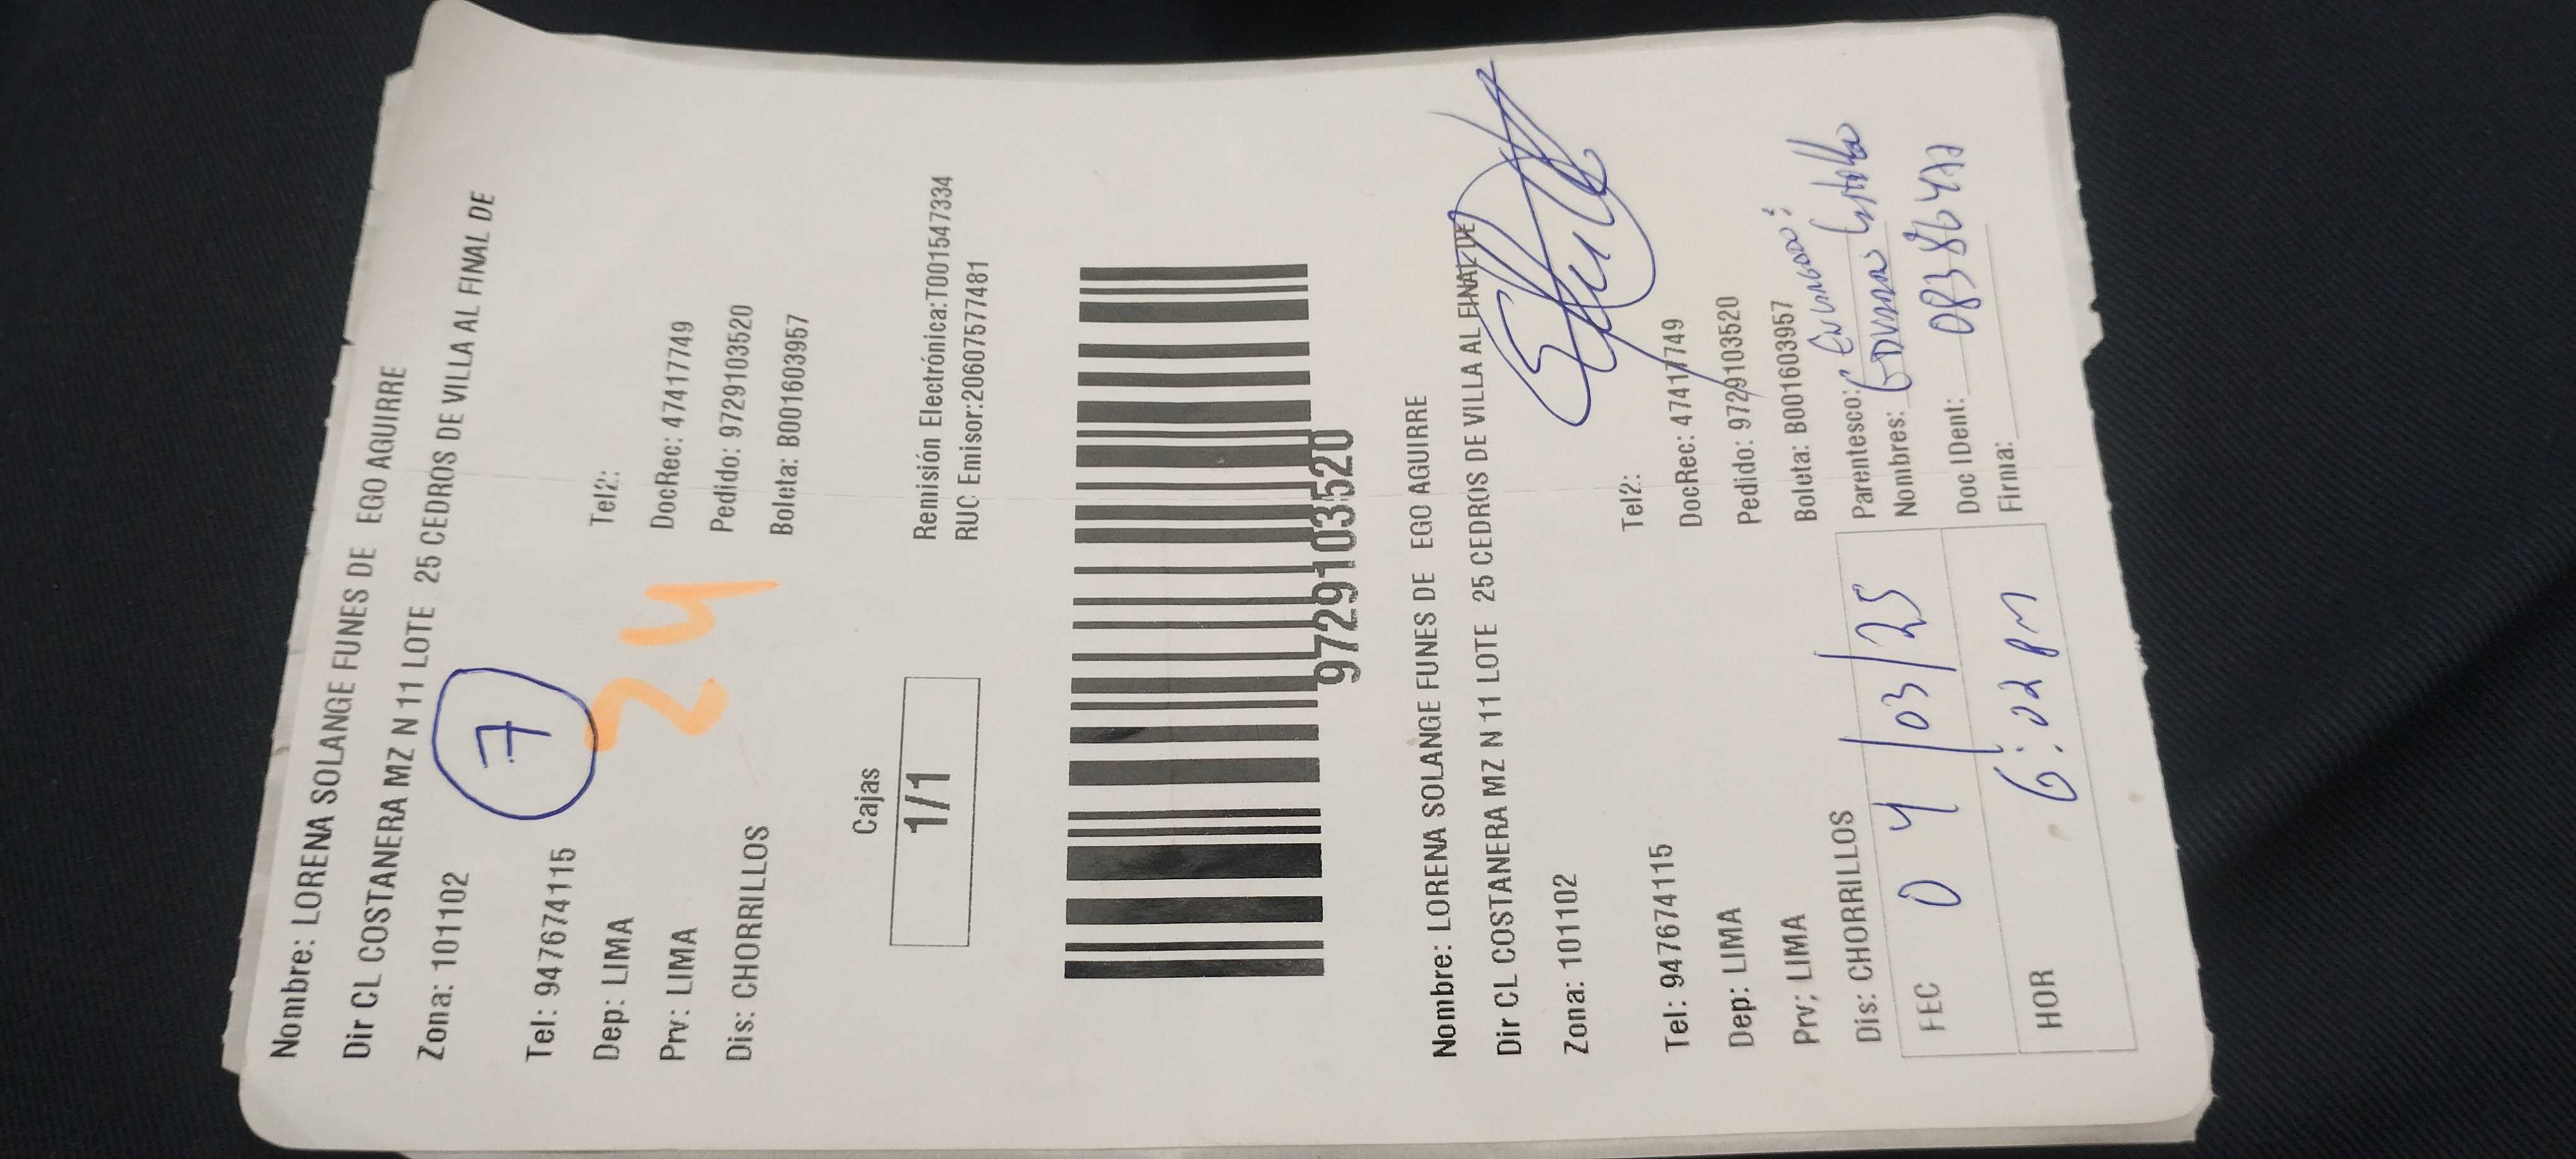 Nombre: LORENA SOLANGE FUNES DE EGO AGUIRRE
Dir CL COSTANERA MZ N 11 LOTE 25 CEDROS DE VILLA AL FINAL DE
Zona: 101102
7
Tel: 947674115 Tel2:
24
Dep: LIMA DocRec: 47417749
Prv: LIMA Pedido: 9729103520
Dis: CHORRILLOS Boleta: B001603957
Cajas
1/1
Remisión Electrónica:T001547334
RUC Emisor:20607577481
9729103520
Nombre: LORENA SOLANGE FUNES DE EGO AGUIRRE
Dir CL COSTANERA MZ N 11 LOTE 25 CEDROS DE VILLA AL FINAL DE
Zona: 101102
Tel: 947674115 Tel2:
Dep: LIMA DocRec: 47417749
Prv: LIMA Pedido: 9729103520
Dis: CHORRILLOS Boleta: B001603957
FEC 04/03/25
HOR 6:02 PM
Parentesco: Encargado:
Nombres:
Doc IDent:
Firma: